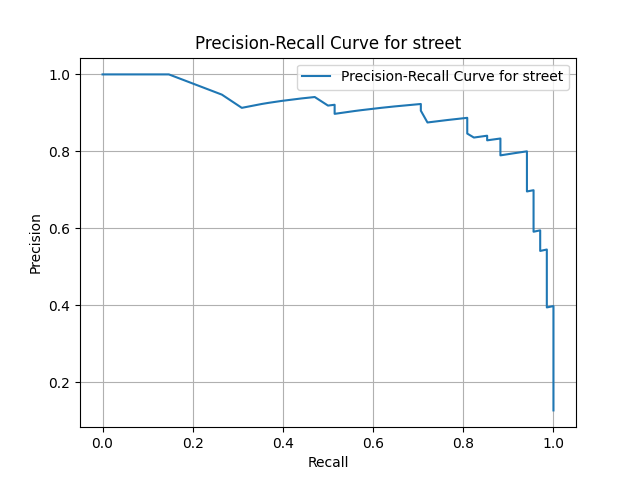 Precision-Recall Curve for street
Precision-Recall Curve for street
1.0
0.8
0.6
0.4
0.2
Precision
0.0 0.2 0.4 0.6 0.8 1.0
Recall